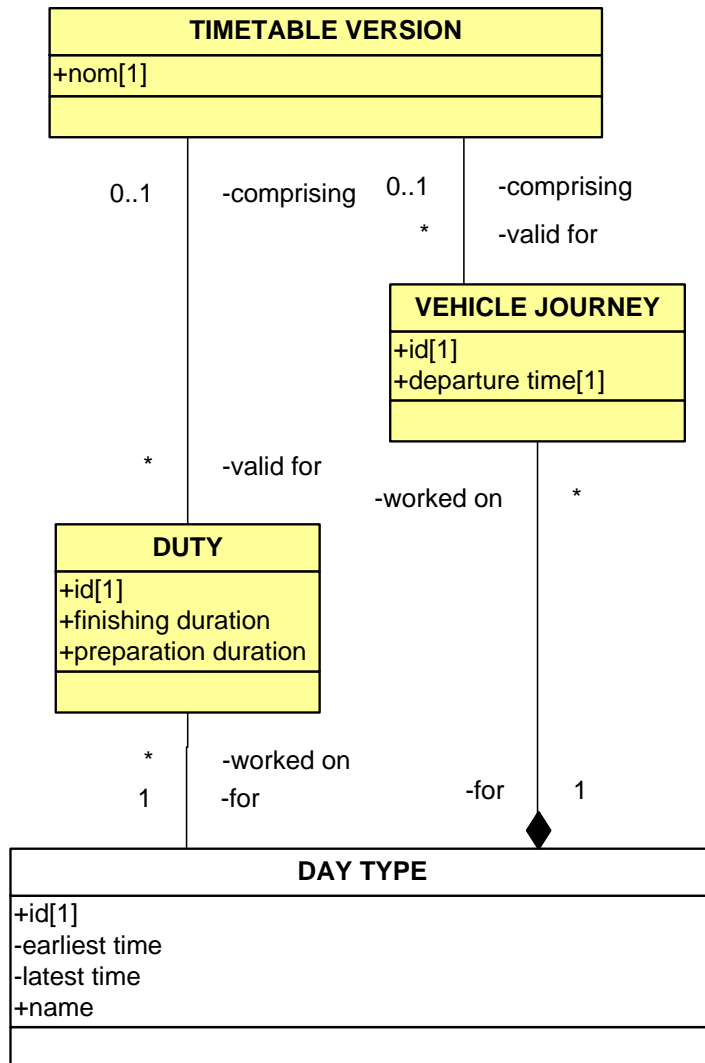 TIMETABLE VERSION
+nom[1]
0..1 -comprising
0..1 -comprising
* -valid for
VEHICLE JOURNEY
+id[1]
+departure time[1]
* -valid for
-worked on *
DUTY
+id[1]
+finishing duration
+preparation duration
* -worked on
1 -for
-for 1
DAY TYPE
+id[1]
-earliest time
-latest time
+name